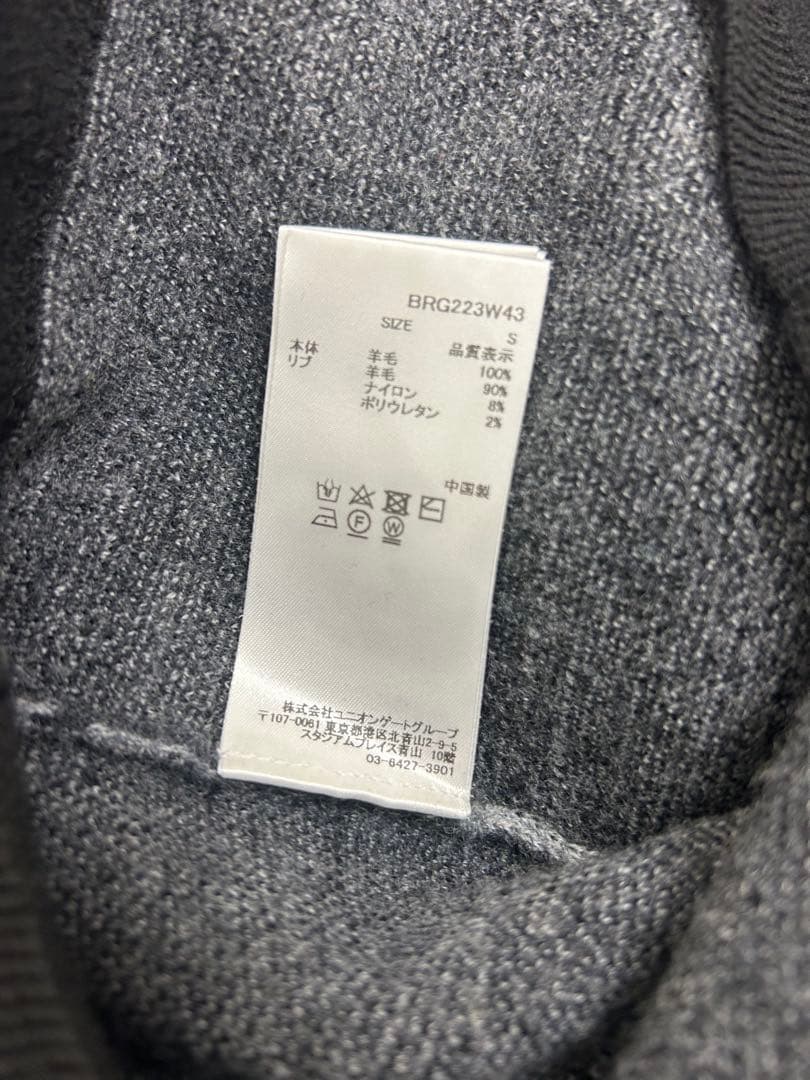 BRG223W43
SIZE S
品質表示
本体 羊毛 100%
リブ 羊毛 90%
ナイロン 8%
ポリウレタン 2%
中国製
F W
株式会社ユニオンゲートグループ
〒107-0061 東京都港区北青山2-9-5
スタジアムプレイス青山 10階
03-6427-3901